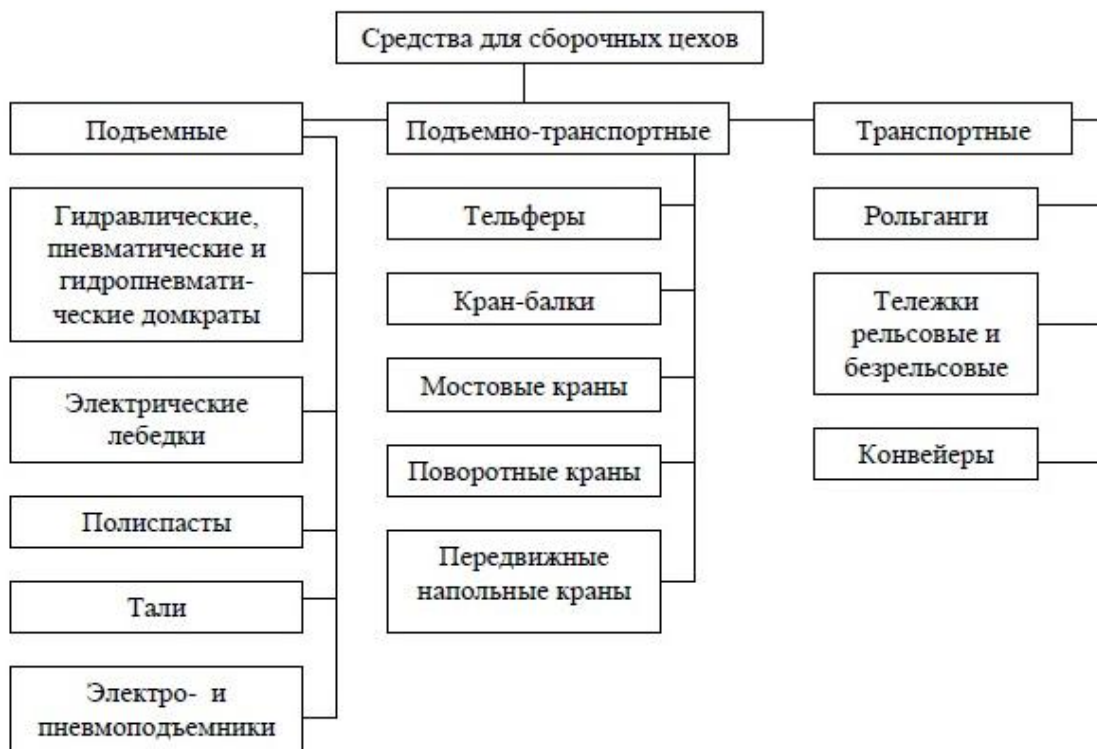 Средства для сборочных цехов
Подъемные
Гидравлические,
пневматические и
гидропневмати-
ческие домкраты
Электрические
лебедки
Полиспасты
Тали
Электро- и
пневмоподъемники
Подъемно-транспортные
Тельферы
Кран-балки
Мостовые краны
Поворотные краны
Передвижные
напольные краны
Транспортные
Рольганги
Тележки
рельсовые и
безрельсовые
Конвейеры